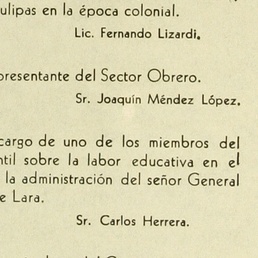 ulipas en la época colonial.
Lic. Fernando Lizardi.
presentante del Sector Obrero.
Sr. Joaquín Méndez López.
cargo de uno de los miembros del
ntil sobre la labor educativa en el
la administración del señor General
e Lara.
Sr. Carlos Herrera.